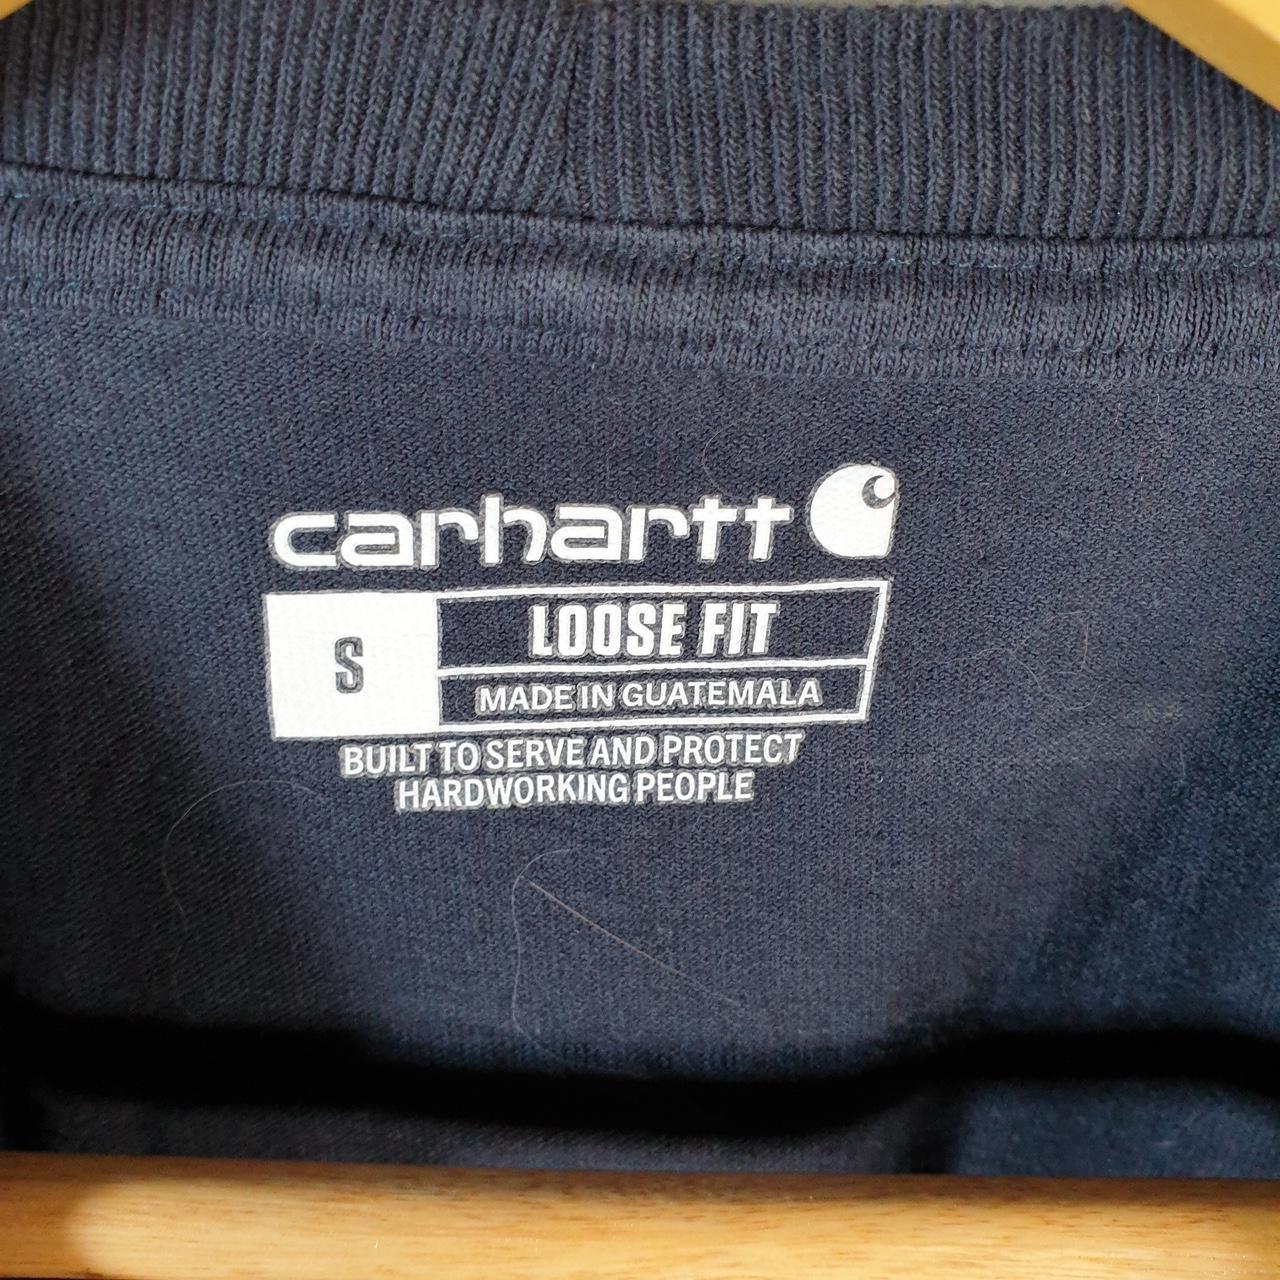 carhartt
S
LOOSE FIT
MADE IN GUATEMALA
BUILT TO SERVE AND PROTECT
HARDWORKING PEOPLE